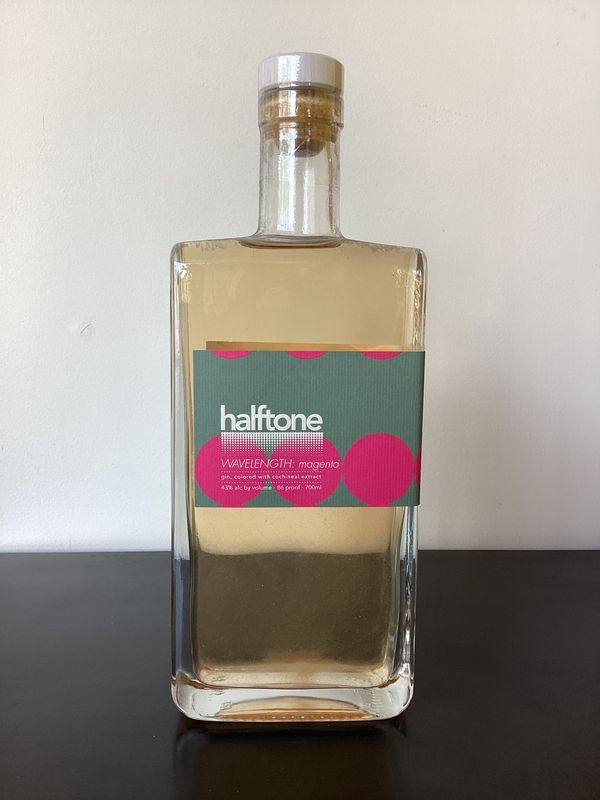 halftone
WAVELENGTH: magenta
gin, colored with cochineal extract
43% alc by volume · 86 proof · 700ml